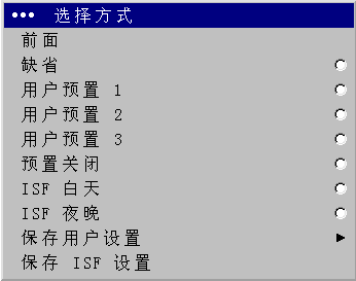 ••• 选择方式
前面
缺省
用户预置 1
用户预置 2
用户预置 3
预置关闭
ISF 白天
ISF 夜晚
保存用户设置
保存 ISF 设置